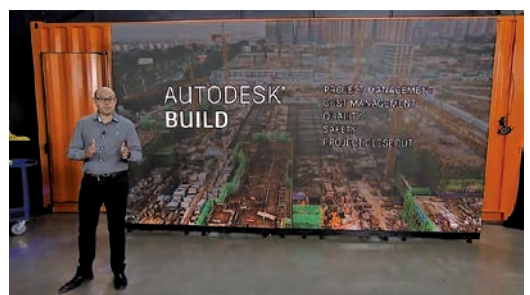 AUTODESK®
BUILD
PROJECT MANAGEMENT
COST MANAGEMENT
QUALITY
SAFETY
PROJECT CLOSEOUT